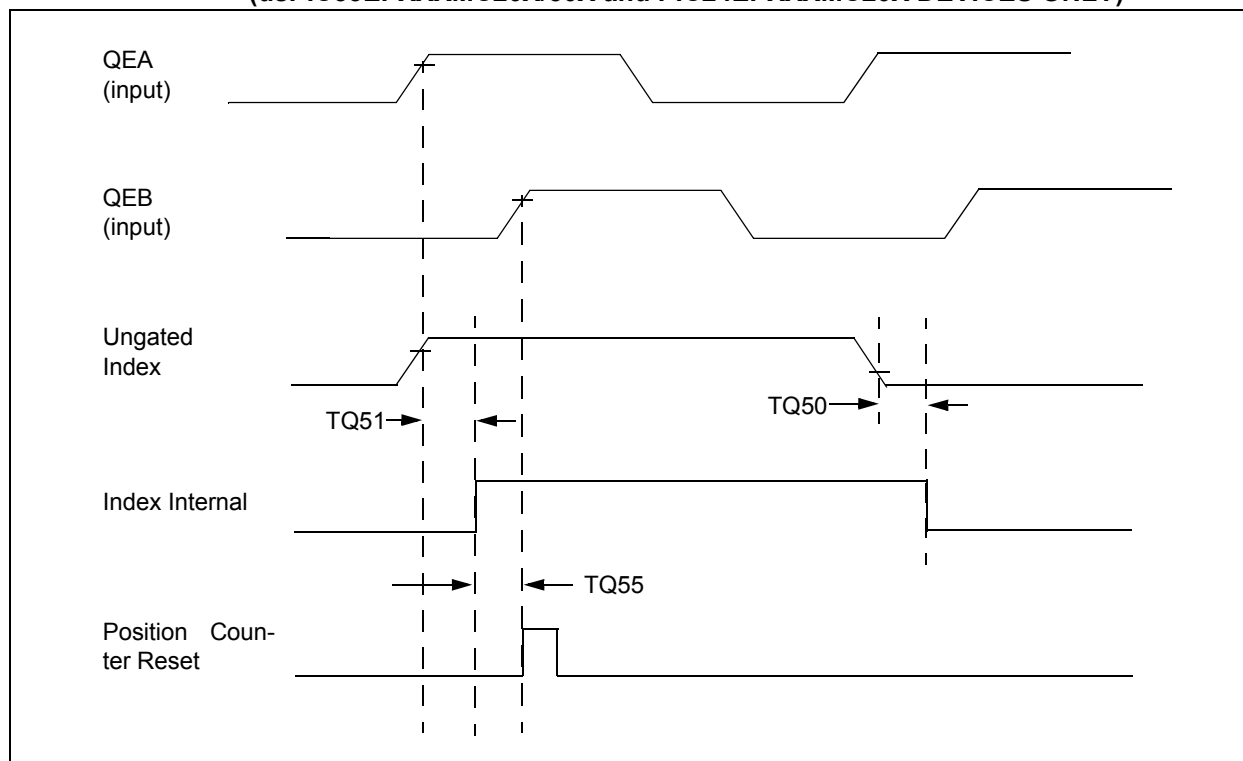 QEA
(input)
QEB
(input)
Ungated
Index
TQ51
TQ50
Index Internal
TQ55
Position Coun-
ter Reset